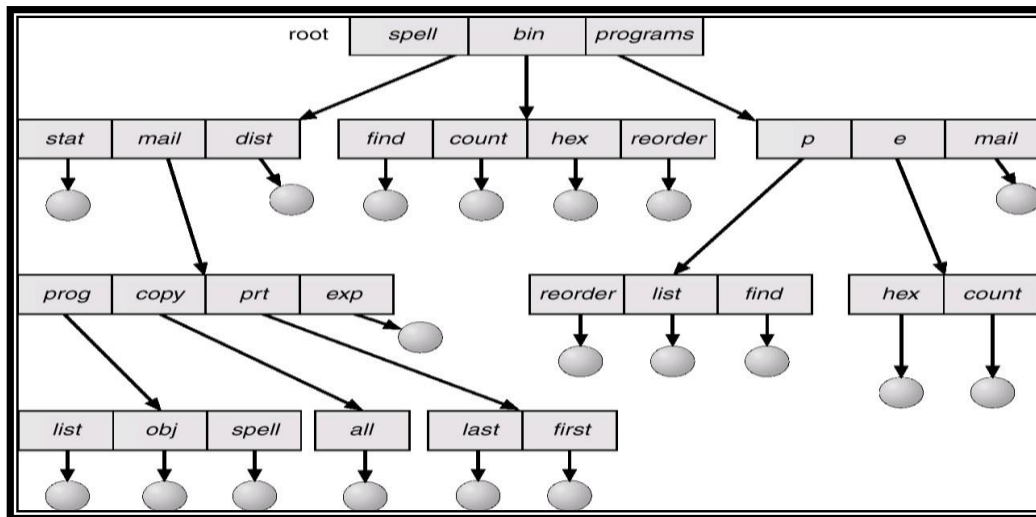 root spell bin programs
stat mail dist find count hex reorder p e mail
prog copy prt exp reorder list find hex count
list obj spell all last first